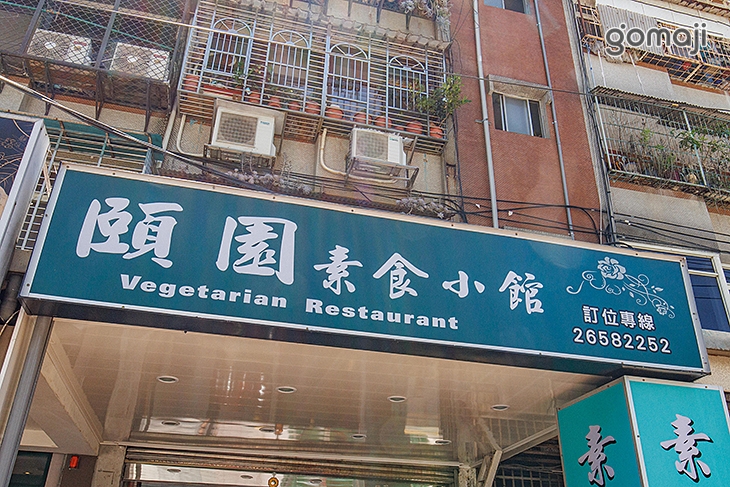 gomaji
頤園素食小館
Vegetarian Restaurant
訂位專線
26582252
素
素